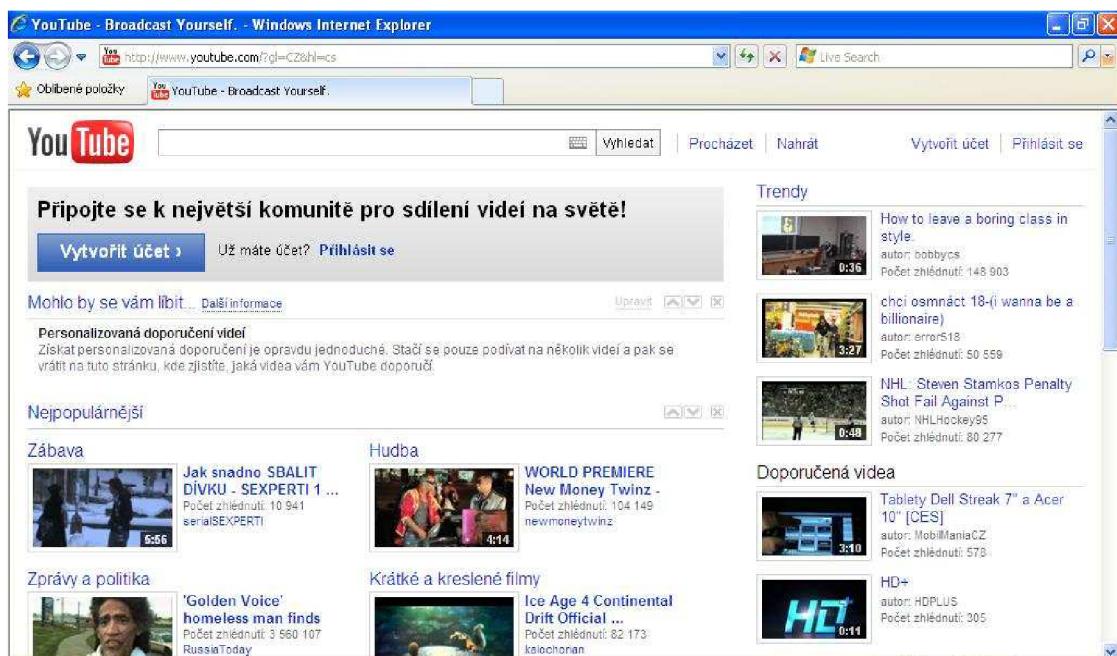 YouTube - Broadcast Yourself. - Windows Internet Explorer
You Tube http://www.youtube.com/?gl=CZ&hl=cs Live Search
Oblíbené položky You Tube YouTube - Broadcast Yourself.
You Tube Vyhledat Procházet Nahrát Vytvořit účet Přihlásit se
Připojte se k největší komunitě pro sdílení videí na světě!
Vytvořit účet › Už máte účet? Přihlásit se
Mohlo by se vám líbit... Další informace Upravit
Personalizovaná doporučení videí
Získat personalizovaná doporučení je opravdu jednoduché. Stačí se pouze podívat na několik videí a pak se
vrátit na tuto stránku, kde zjistíte, jaká videa vám YouTube doporučí.
Nejpopulárnější
Zábava
Jak snadno SBALIT
DÍVKU - SEXPERTI 1 ...
Počet zhlédnutí: 10 941
serialSEXPERTI
5:56
Hudba
WORLD PREMIERE
New Money Twinz -
Počet zhlédnutí: 104 149
newmoneytwinz
4:14
Zprávy a politika
'Golden Voice'
homeless man finds
Počet zhlédnutí: 3 560 107
RussiaToday
Krátké a kreslené filmy
Ice Age 4 Continental
Drift Official ...
Počet zhlédnutí: 82 173
kalochorian
Trendy
How to leave a boring class in
style.
autor: bobbycs
Počet zhlédnutí: 148 903
0:36
chci osmnáct 18-(i wanna be a
billionaire)
autor: error518
Počet zhlédnutí: 50 559
3:27
NHL: Steven Stamkos Penalty
Shot Fail Against P...
autor: NHLHockey95
Počet zhlédnutí: 80 277
0:48
Doporučená videa
Tablety Dell Streak 7" a Acer
10" [CES]
autor: MobilManiaCZ
Počet zhlédnutí: 578
3:10
HD+
autor: HDPLUS
Počet zhlédnutí: 305
HD+
0:11